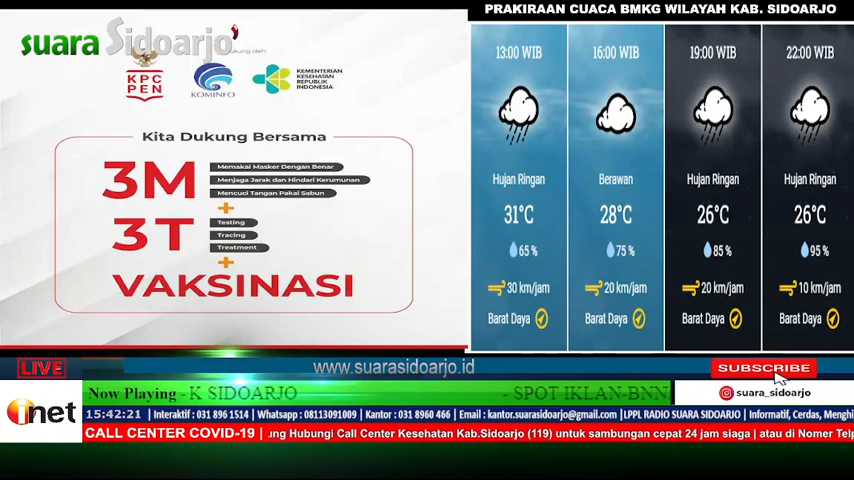 PRAKIRAAN CUACA BMKG WILAYAH KAB. SIDOARJO
suara Sidoarjo
kung oleh:
KPC
PEN
KOMINFO
KEMENTERIAN
KESEHATAN
REPUBLIK
INDONESIA
Kita Dukung Bersama
3M
Memakai Masker Dengan Benar
Menjaga Jarak dan Hindari Kerumunan
Mencuci Tangan Pakai Sabun
+
3T
Testing
Tracing
Treatment
+
VAKSINASI
13:00 WIB
Hujan Ringan
31°C
65 %
30 km/jam
Barat Daya
16:00 WIB
Berawan
28°C
75 %
20 km/jam
Barat Daya
19:00 WIB
Hujan Ringan
26°C
85 %
20 km/jam
Barat Daya
22:00 WIB
Hujan Ringan
26°C
95 %
10 km/jam
Barat Daya
LIVE
www.suarasidoarjo.id
SUBSCRIBE
Now Playing - K SIDOARJO - SPOT IKLAN-BNN
suara_sidoarjo
inet
15:42:21 | Interaktif : 031 896 1514 | Whatsapp : 08113091009 | Kantor : 031 8960 466 | Email : kantor.suarasidoarjo@gmail.com |LPPL RADIO SUARA SIDOARJO | Informatif, Cerdas, Menghi
CALL CENTER COVID-19 | ung Hubungi Call Center Kesehatan Kab.Sidoarjo (119) untuk sambungan cepat 24 jam siaga | atau di Nomer Telp